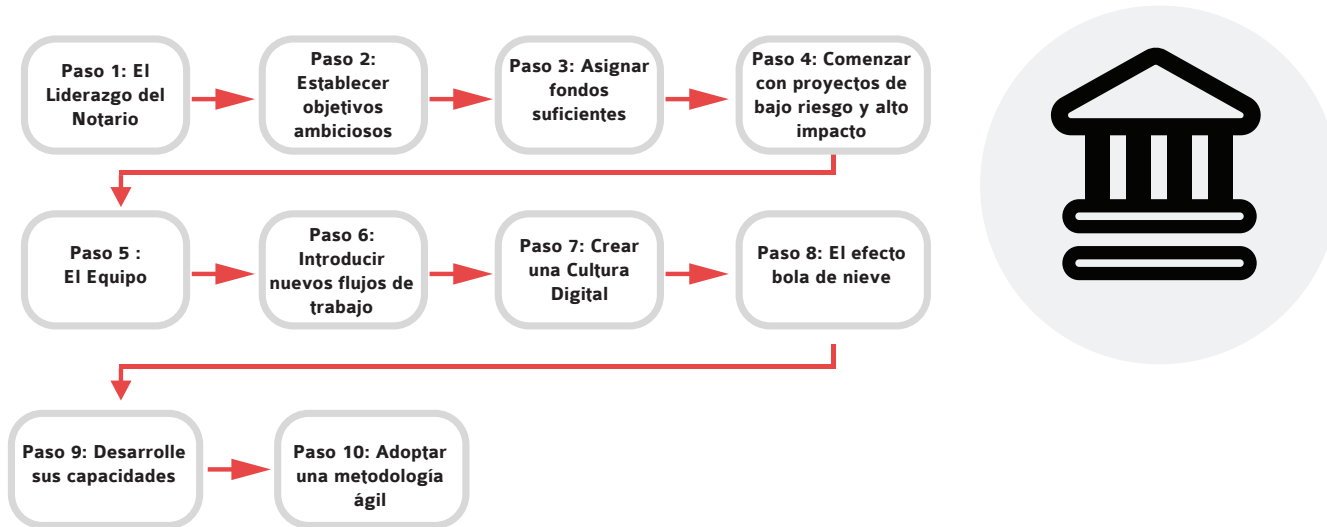 Paso 1: El
Liderazgo del
Notario
Paso 2:
Establecer
objetivos
ambiciosos
Paso 3: Asignar
fondos
suficientes
Paso 4: Comenzar
con proyectos de
bajo riesgo y alto
impacto
Paso 5 :
El Equipo
Paso 6:
Introducir
nuevos flujos de
trabajo
Paso 7: Crear
una Cultura
Digital
Paso 8: El efecto
bola de nieve
Paso 9: Desarrolle
sus capacidades
Paso 10: Adoptar
una metodología
ágil